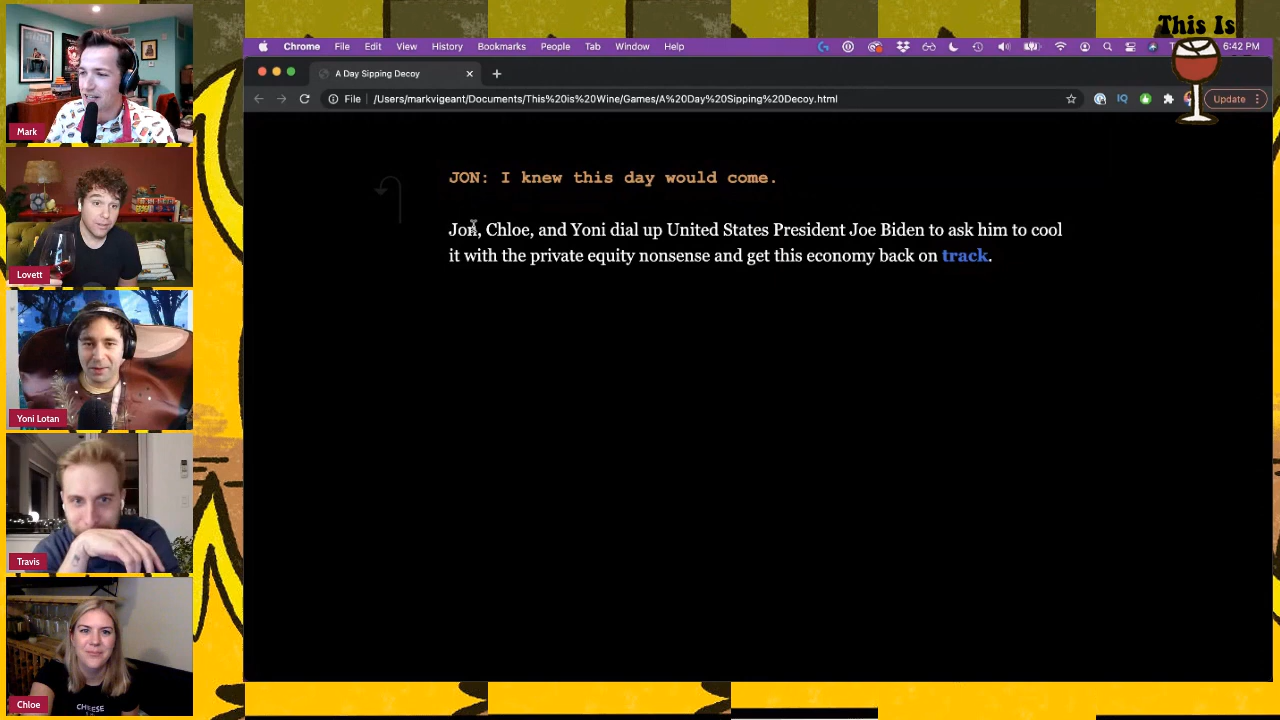 This Is
Chrome File Edit View History Bookmarks People Tab Window Help
6:42 PM
A Day Sipping Decoy
File /Users/markvigeant/Documents/This%20is%20Wine/Games/A%20Day%20Sipping%20Decoy.html
Update
JON: I knew this day would come.
Jon, Chloe, and Yoni dial up United States President Joe Biden to ask him to cool
it with the private equity nonsense and get this economy back on track.
Mark
Lovett
Yoni Lotan
Travis
Chloe
CHEESE